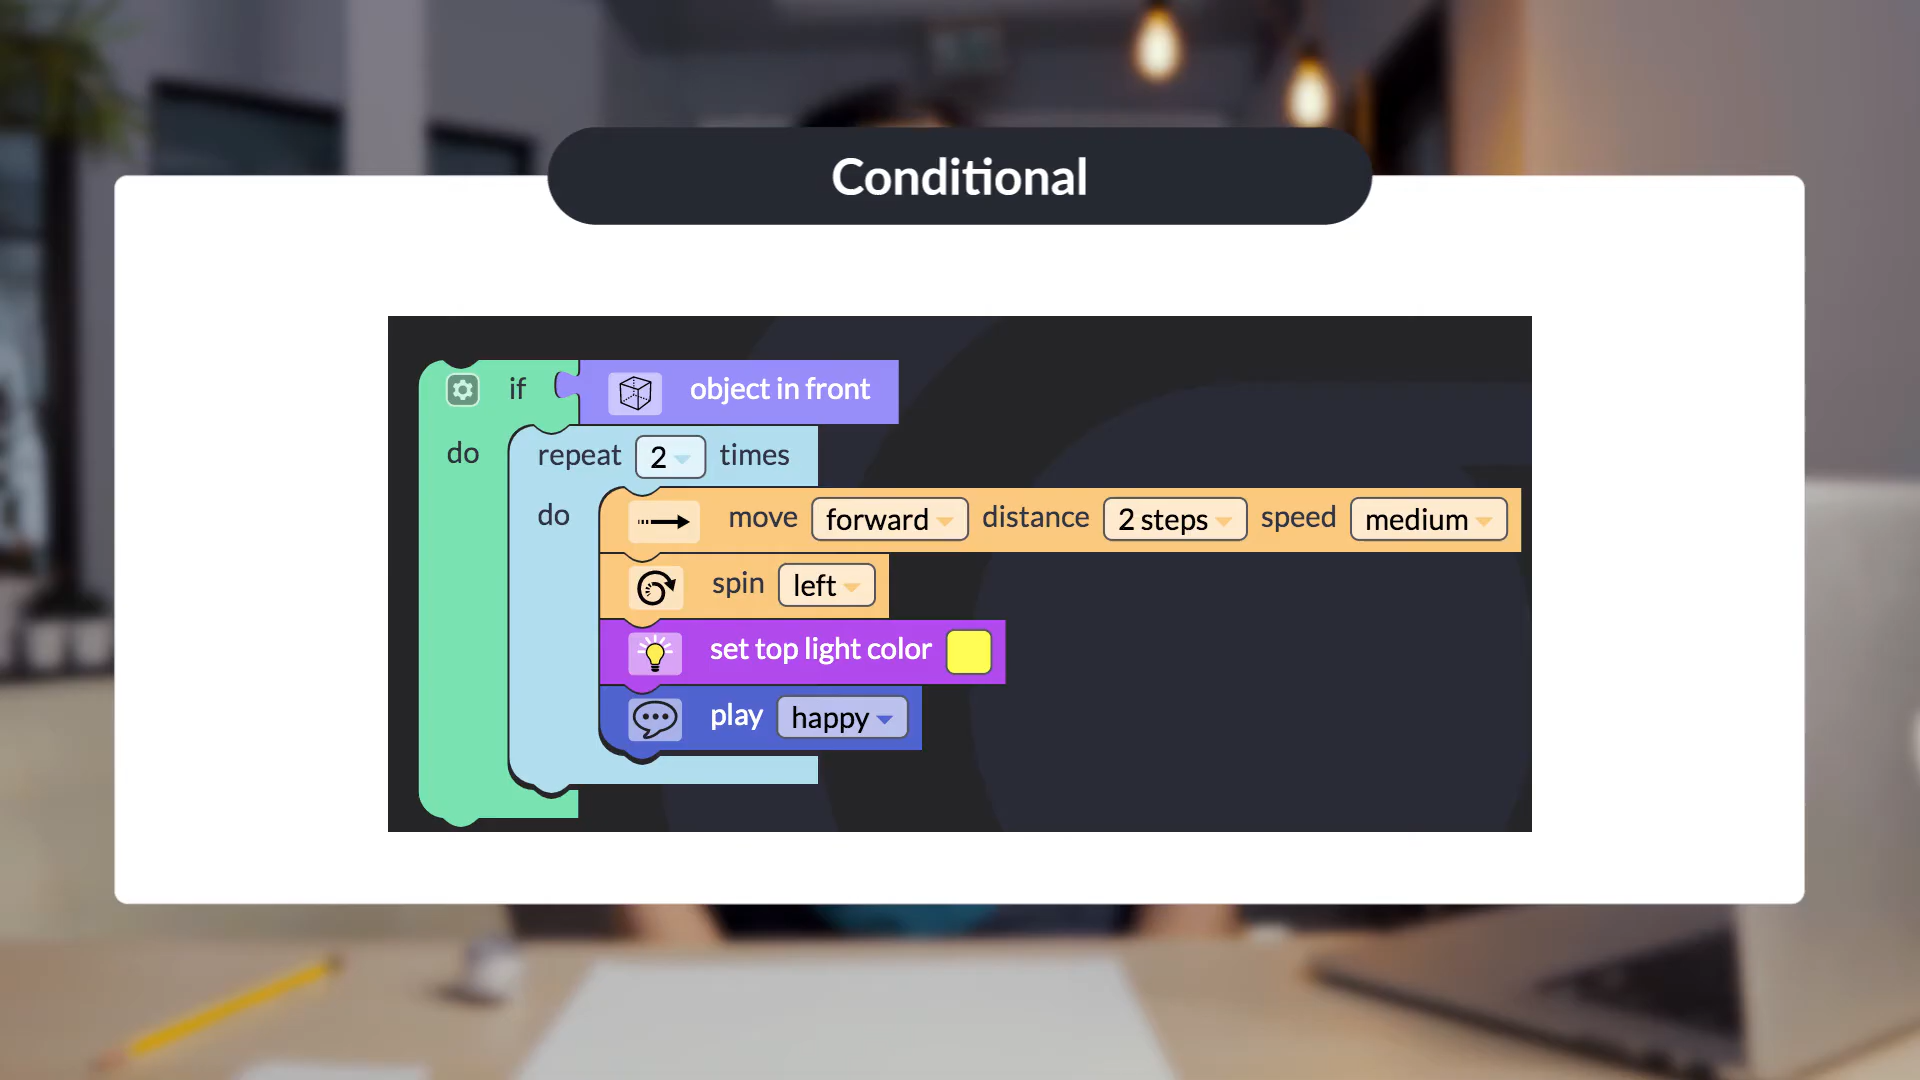 Conditional
if object in front
do repeat 2 times
do move forward distance 2 steps speed medium
spin left
set top light color
play happy